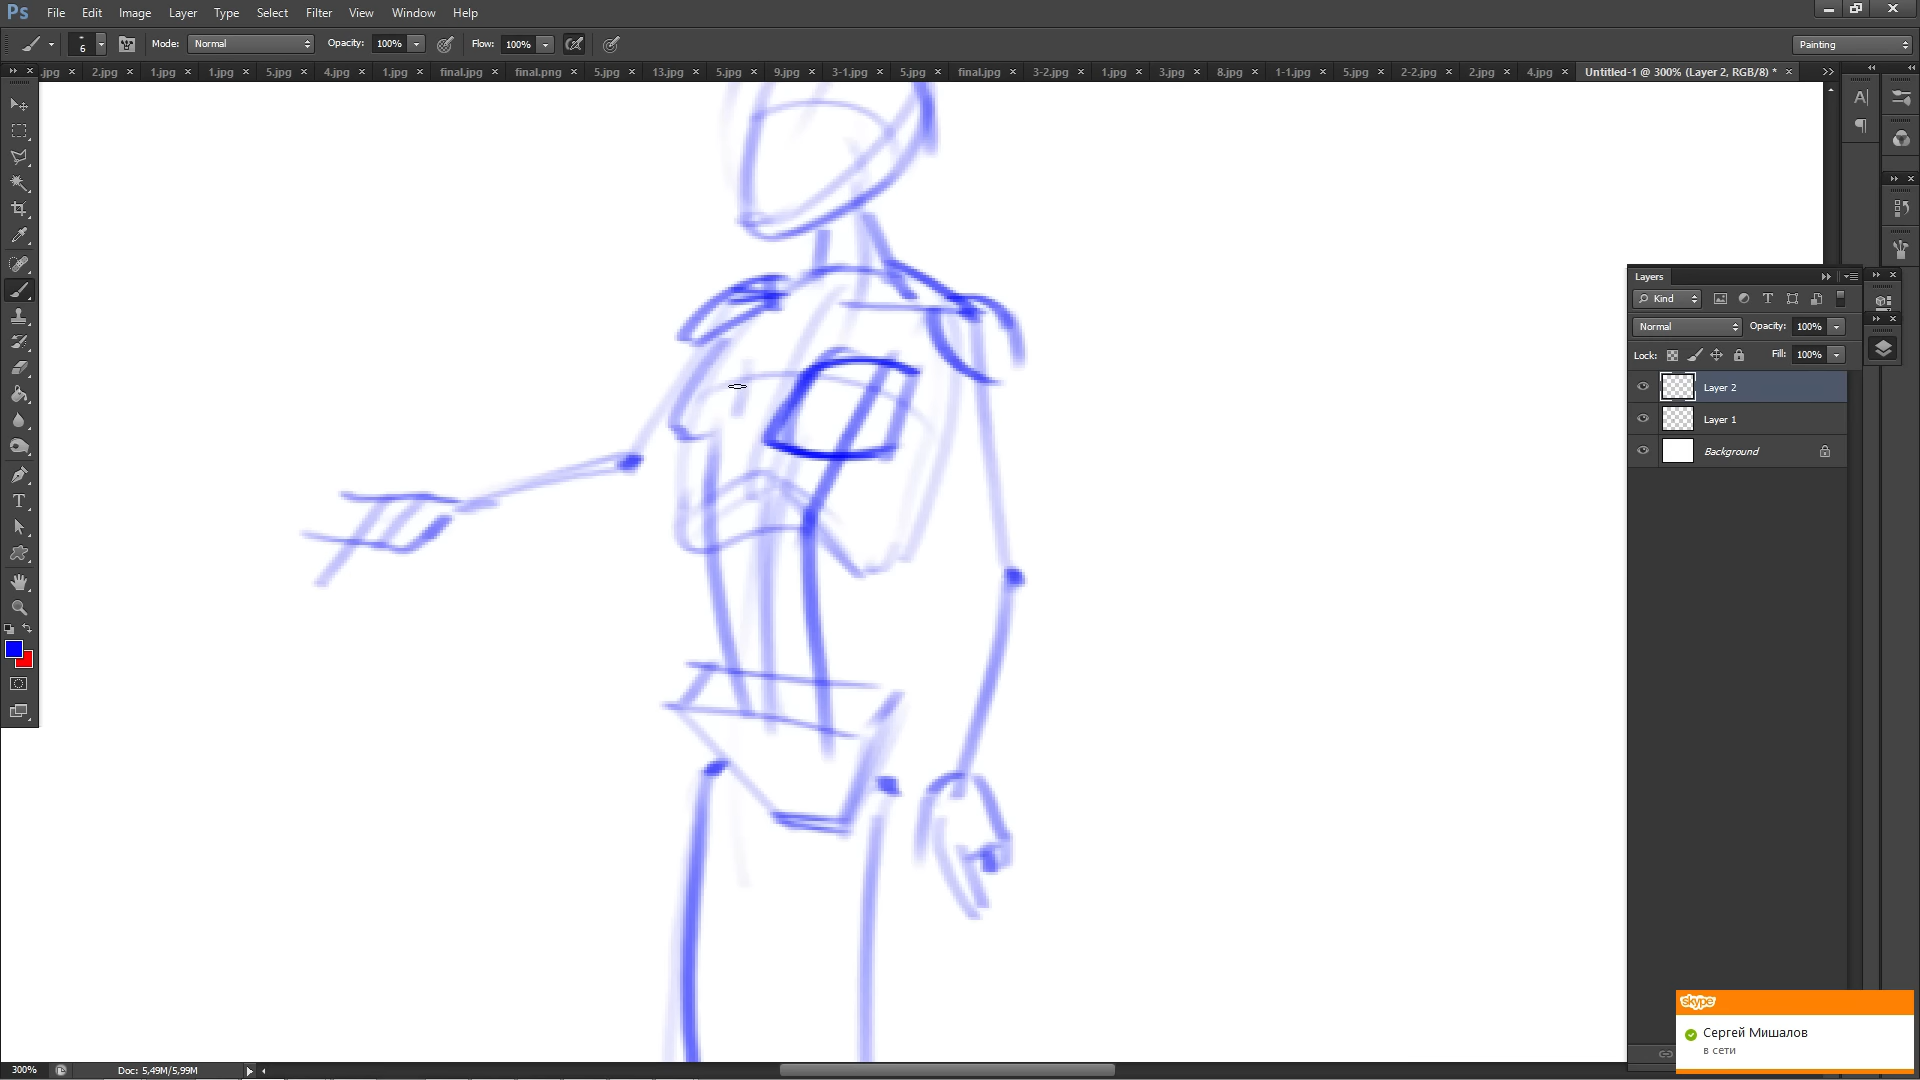 Ps File Edit Image Layer Type Select Filter View Window Help
6 Mode: Normal Opacity: 100% Flow: 100% Painting
.jpg × 2.jpg × 1.jpg × 1.jpg × 5.jpg × 4.jpg × 1.jpg × final.jpg × final.png × 5.jpg × 13.jpg × 5.jpg × 9.jpg × 3-1.jpg × 5.jpg × final.jpg × 3-2.jpg × 1.jpg × 3.jpg × 8.jpg × 1-1.jpg × 5.jpg × 2-2.jpg × 2.jpg × 4.jpg × Untitled-1 @ 300% (Layer 2, RGB/8) * ×
Layers
Kind
Normal Opacity: 100%
Lock: Fill: 100%
Layer 2
Layer 1
Background
skype
Сергей Мишалов
в сети
300% Doc: 5,49M/5,99M